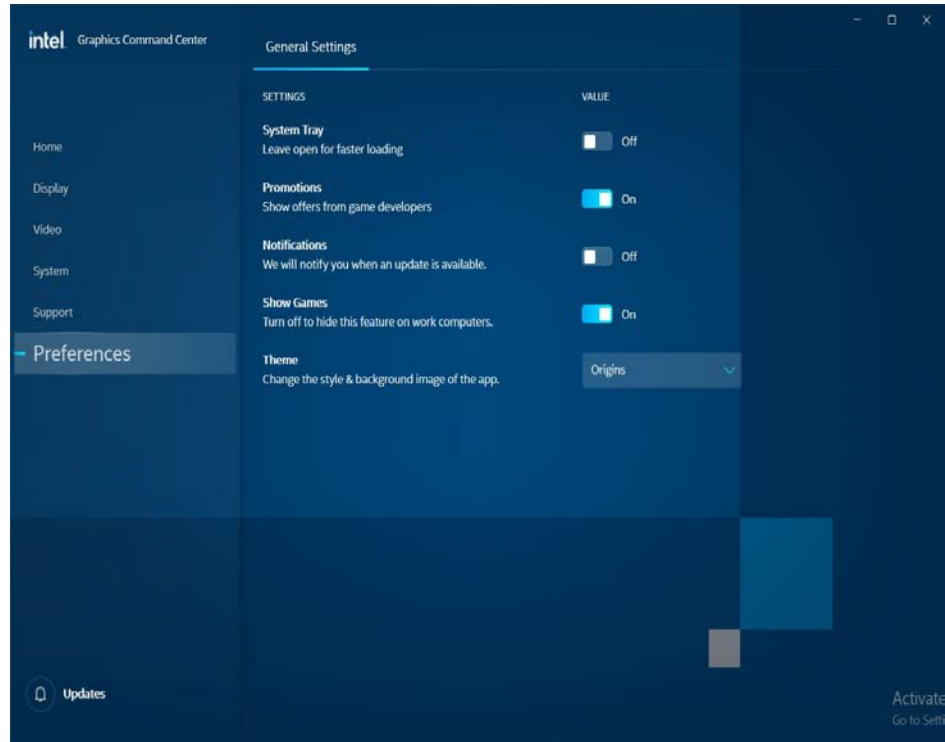 intel. Graphics Command Center
General Settings
SETTINGS VALUE
System Tray
Leave open for faster loading
Off
Promotions
Show offers from game developers
On
Notifications
We will notify you when an update is available.
Off
Show Games
Turn off to hide this feature on work computers.
On
Theme
Change the style & background image of the app.
Origins
Home
Display
Video
System
Support
Preferences
Updates
Activate
Go to Setti